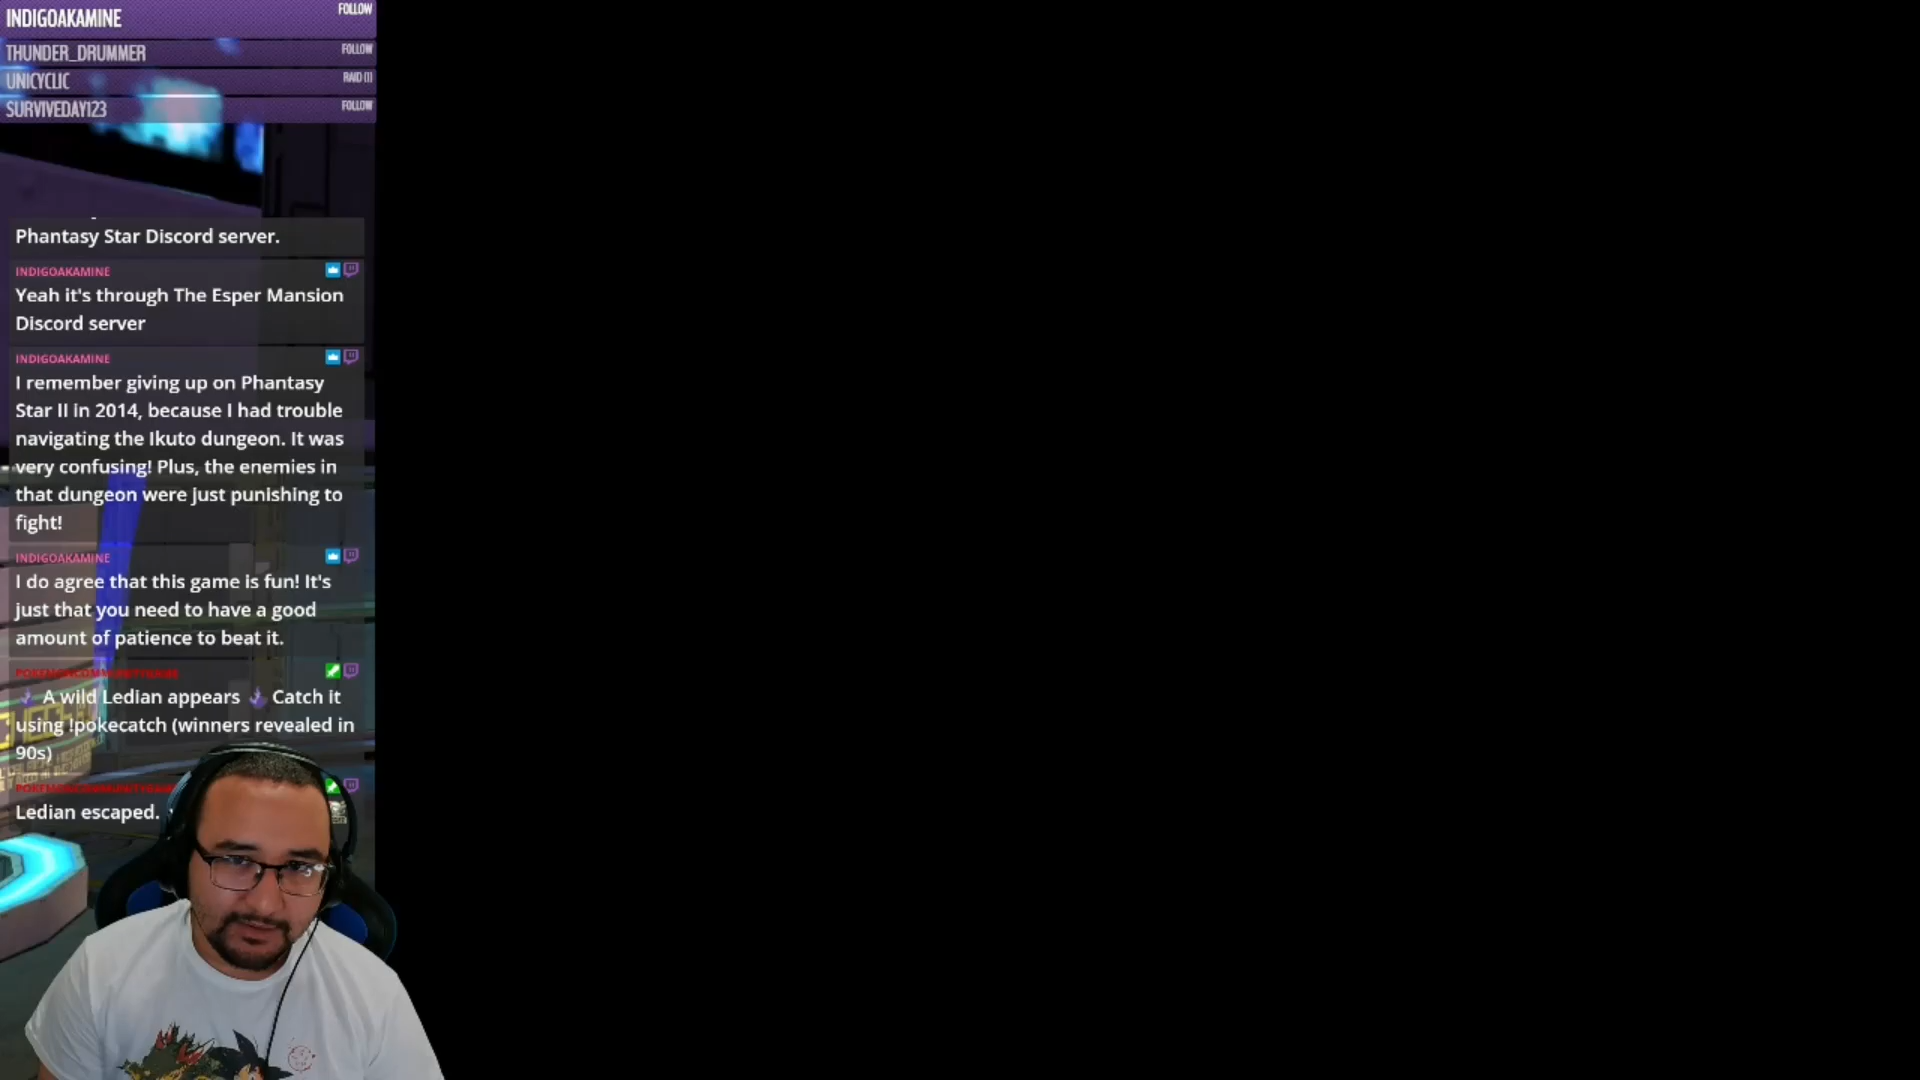 INDIGOAKAMINE FOLLOW
THUNDER_DRUMMER FOLLOW
UNICYCLIC RAID (1)
SURVIVEDAY123 FOLLOW
Phantasy Star Discord server.
INDIGOAKAMINE
Yeah it's through The Esper Mansion
Discord server
INDIGOAKAMINE
I remember giving up on Phantasy
Star II in 2014, because I had trouble
navigating the Ikuto dungeon. It was
very confusing! Plus, the enemies in
that dungeon were just punishing to
fight!
INDIGOAKAMINE
I do agree that this game is fun! It's
just that you need to have a good
amount of patience to beat it.
POKEMONCOMMUNITYGAME
A wild Ledian appears Catch it
using !pokecatch (winners revealed in
90s)
POKEMONCOMMUNITYGAME
Ledian escaped.